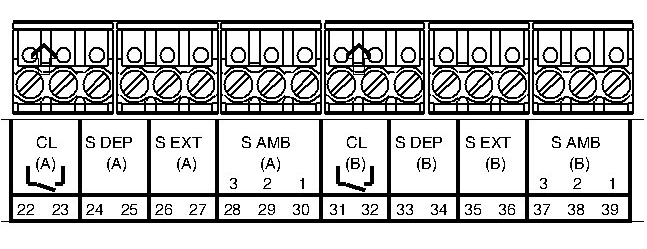 CL S DEP S EXT S AMB CL S DEP S EXT S AMB
(A) (A) (A) (A) (B) (B) (B) (B)
3 2 1 3 2 1
22 23 24 25 26 27 28 29 30 31 32 33 34 35 36 37 38 39